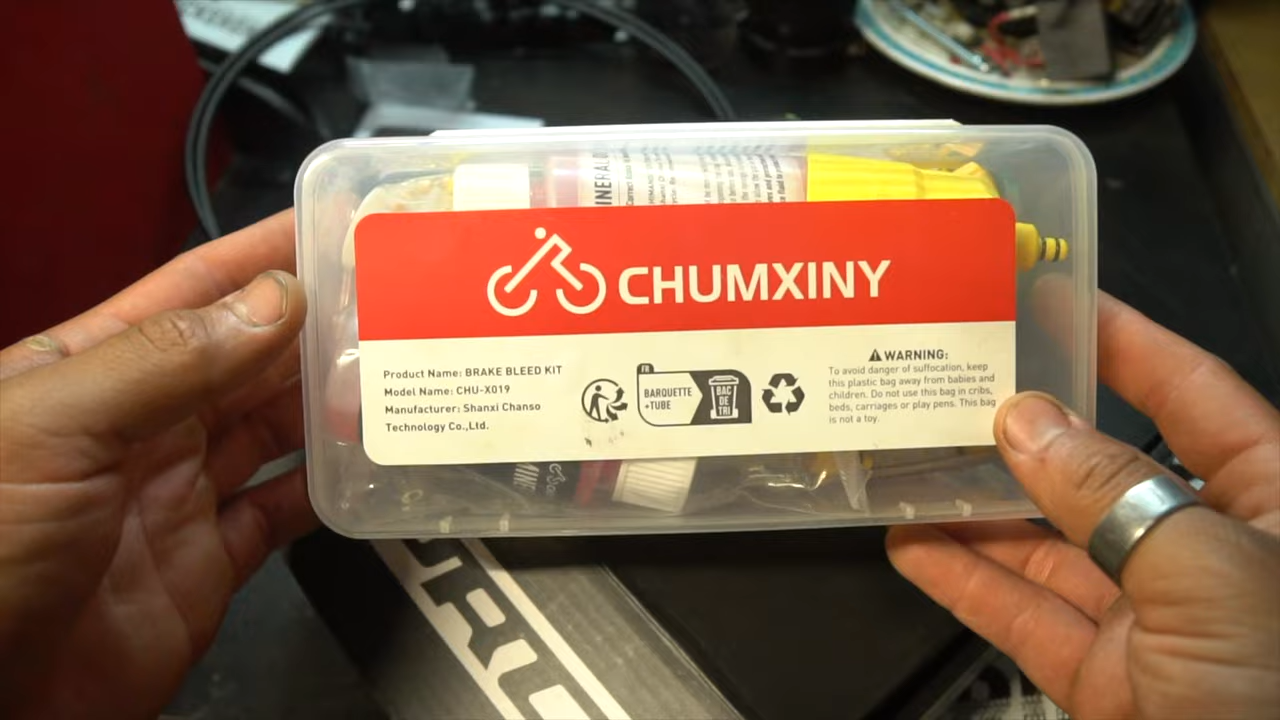 CHUMXINY
Product Name: BRAKE BLEED KIT
Model Name: CHU-X019
Manufacturer: Shanxi Chanso
Technology Co.,Ltd.
FR
BARQUETTE
+TUBE
BAC
DE
TRI
WARNING:
To avoid danger of suffocation, keep
this plastic bag away from babies and
children. Do not use this bag in cribs,
beds, carriages or play pens. This bag
is not a toy.